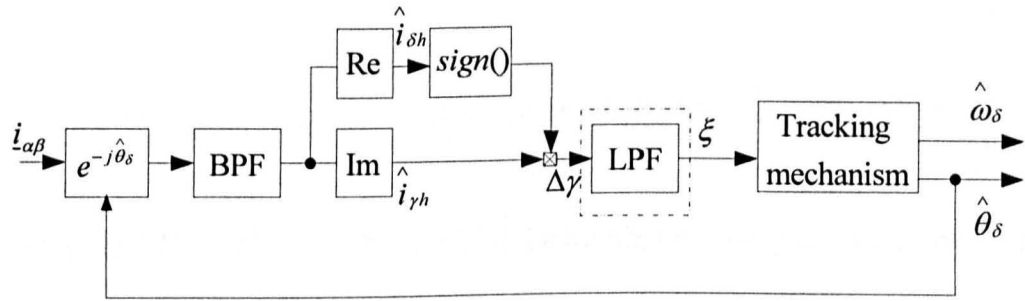 î_δh
Re
sign()
i_αβ
e^{-jθ̂_δ}
BPF
Im
î_γh
Δγ
LPF
ξ
Tracking
mechanism
ω̂_δ
θ̂_δ